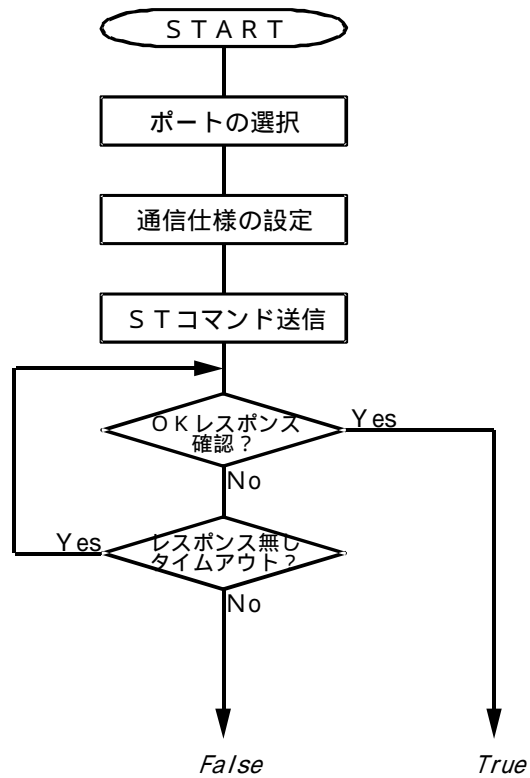 START
ポートの選択
通信仕様の設定
STコマンド送信
OKレスポンス
確認？
Yes
No
レスポンス無し
タイムアウト？
Yes
No
False
True